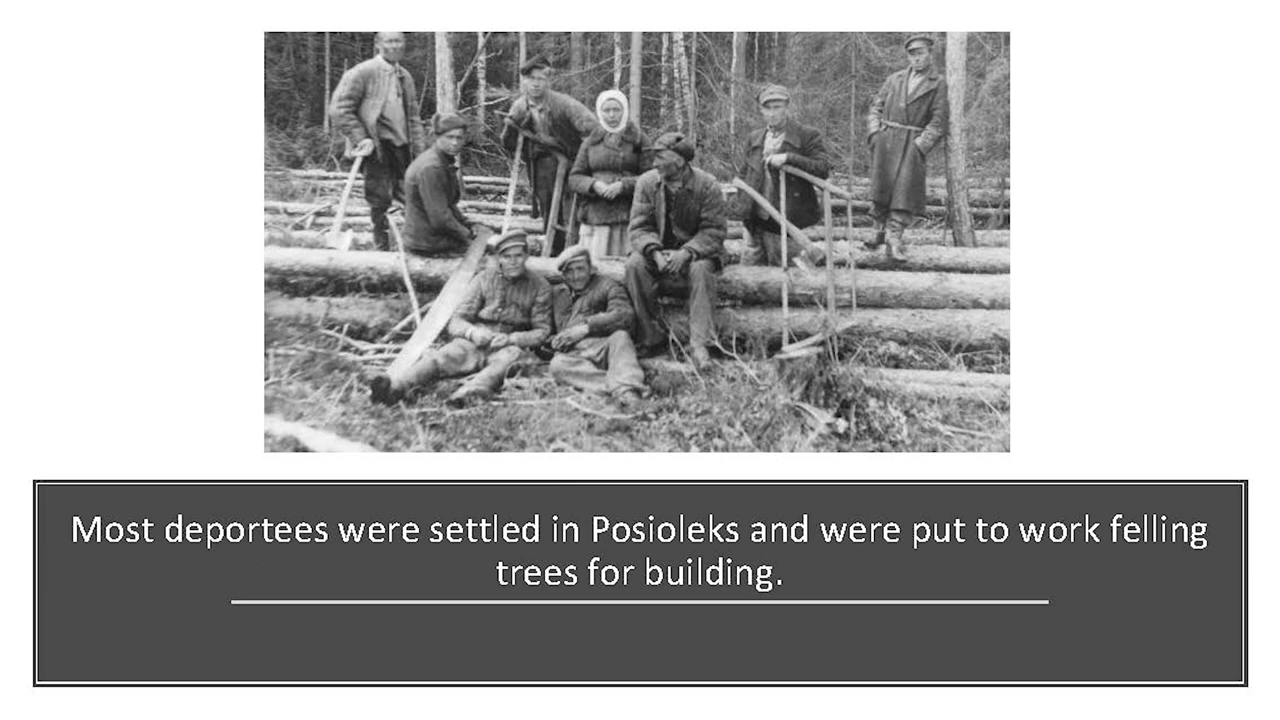 Most deportees were settled in Posioleks and were put to work felling
trees for building.